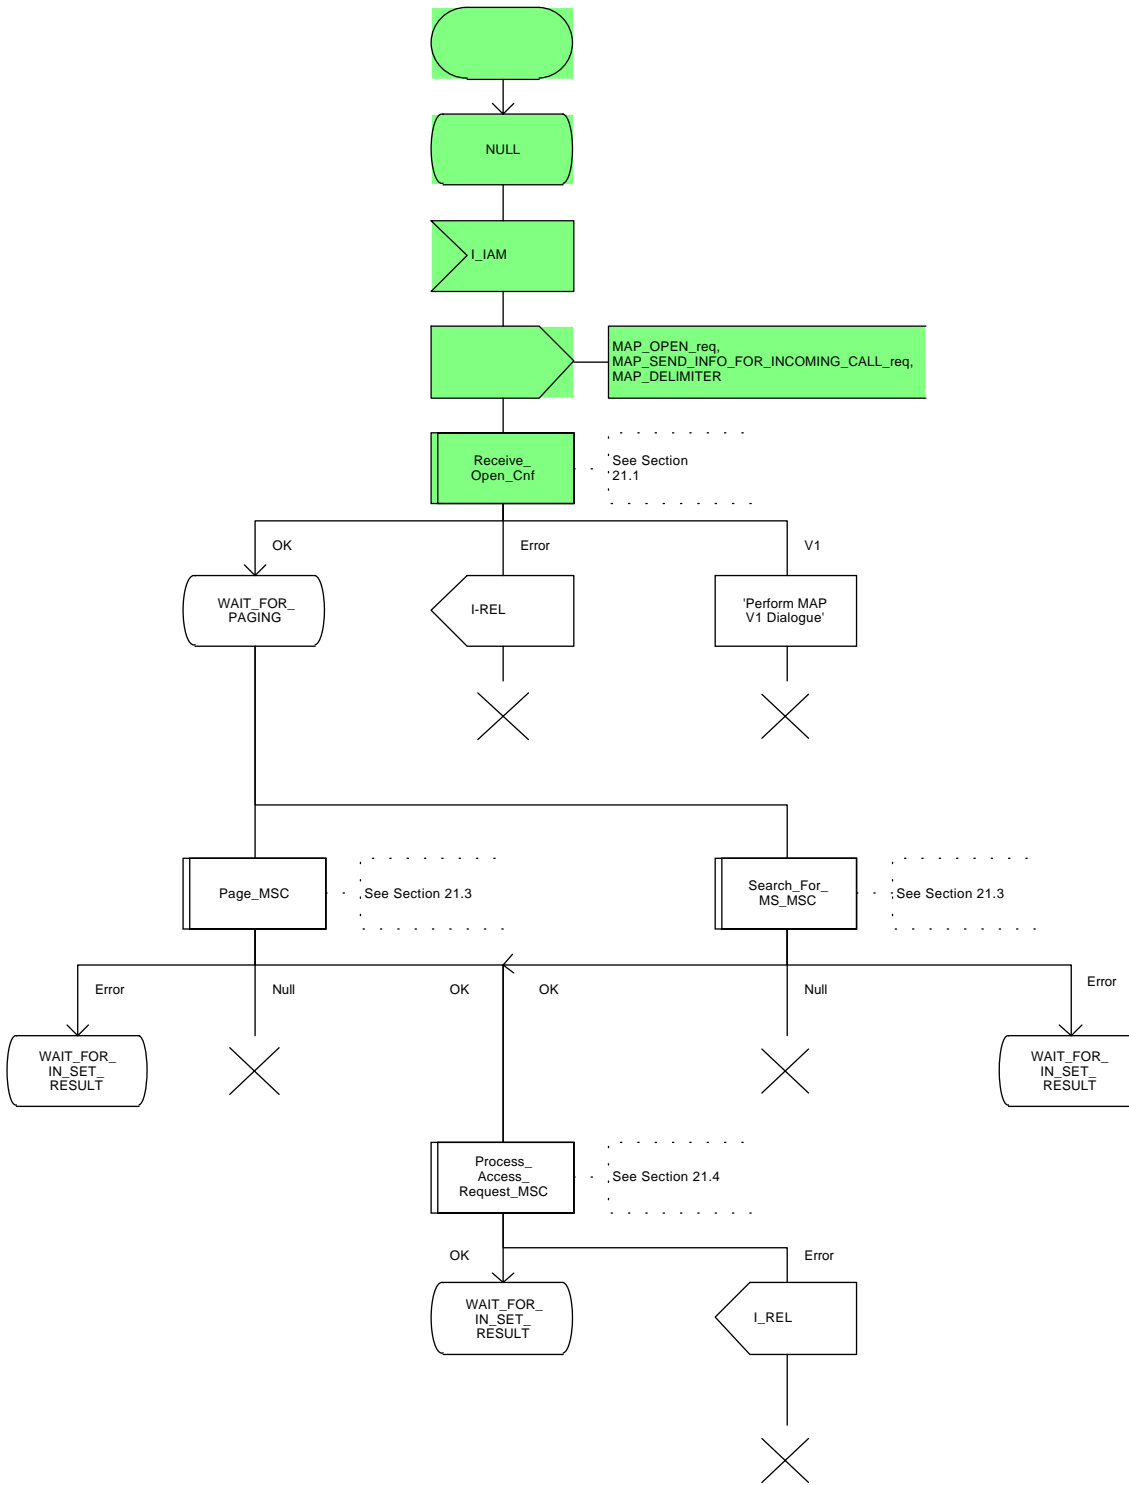 NULL
I_IAM
MAP_OPEN_req,
MAP_SEND_INFO_FOR_INCOMING_CALL_req,
MAP_DELIMITER
Receive_
Open_Cnf
See Section
21.1
OK
Error
V1
WAIT_FOR_
PAGING
I-REL
'Perform MAP
V1 Dialogue'
Page_MSC
See Section 21.3
Search_For_
MS_MSC
See Section 21.3
Error
Null
OK
OK
Null
Error
WAIT_FOR_
IN_SET_
RESULT
WAIT_FOR_
IN_SET_
RESULT
Process_
Access_
Request_MSC
See Section 21.4
OK
Error
WAIT_FOR_
IN_SET_
RESULT
I_REL